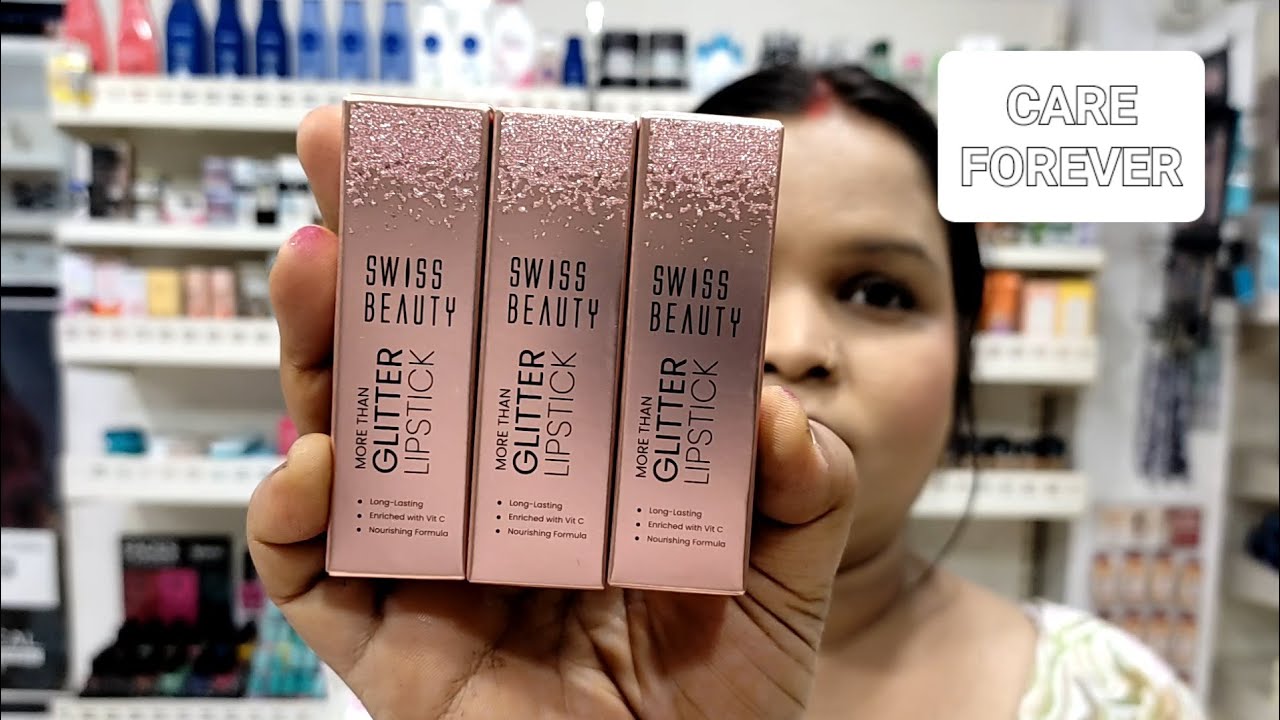 CARE
FOREVER
SWISS
BEAUTY
MORE THAN
GLITTER
LIPSTICK
• Long-Lasting
• Enriched with Vit C
• Nourishing Formula
SWISS
BEAUTY
MORE THAN
GLITTER
LIPSTICK
• Long-Lasting
• Enriched with Vit C
• Nourishing Formula
SWISS
BEAUTY
MORE THAN
GLITTER
LIPSTICK
• Long-Lasting
• Enriched with Vit C
• Nourishing Formula